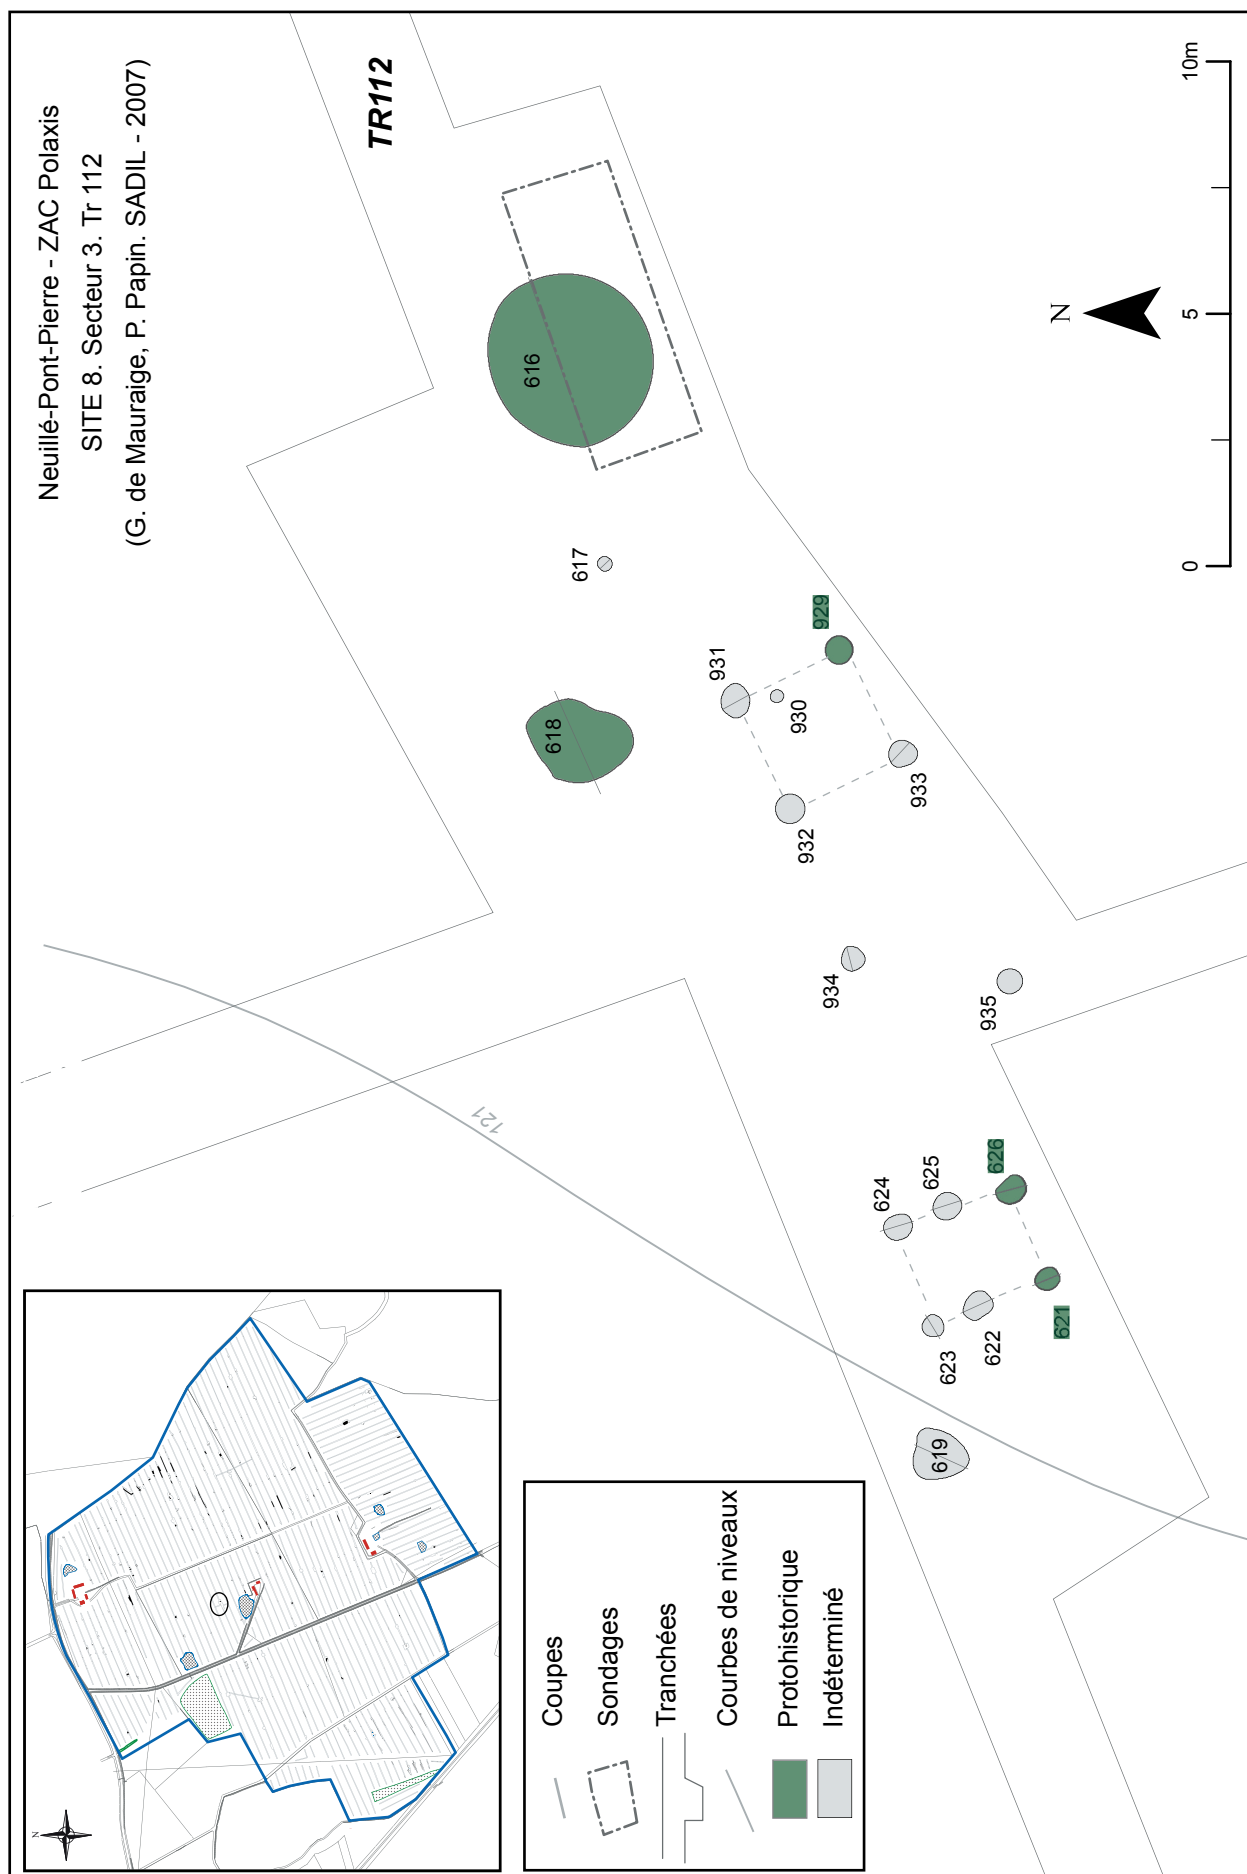 Neuillé-Pont-Pierre - ZAC Polaxis
SITE 8. Secteur 3. Tr 112
(G. de Mauraige, P. Papin. SADIL - 2007)
TR112
616
617
618
931
929
930
932
933
934
935
121
624
625
626
623
622
621
619
N
0
5
10m
N
Coupes
Sondages
Tranchées
Courbes de niveaux
Protohistorique
Indéterminé